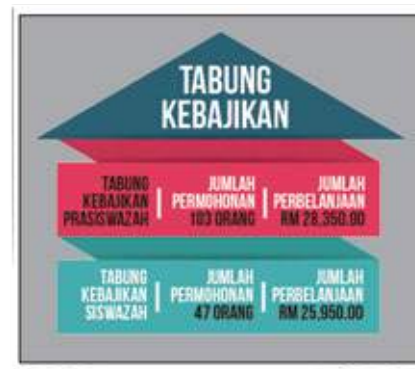 TABUNG
KEBAJIKAN
TABUNG
KEBAJIKAN
PRASISWAZAH
JUMLAH
PERMOHONAN
103 ORANG
JUMLAH
PERBELANJAAN
RM 28,350.00
TABUNG
KEBAJIKAN
SISWAZAH
JUMLAH
PERMOHONAN
47 ORANG
JUMLAH
PERBELANJAAN
RM 25,950.00